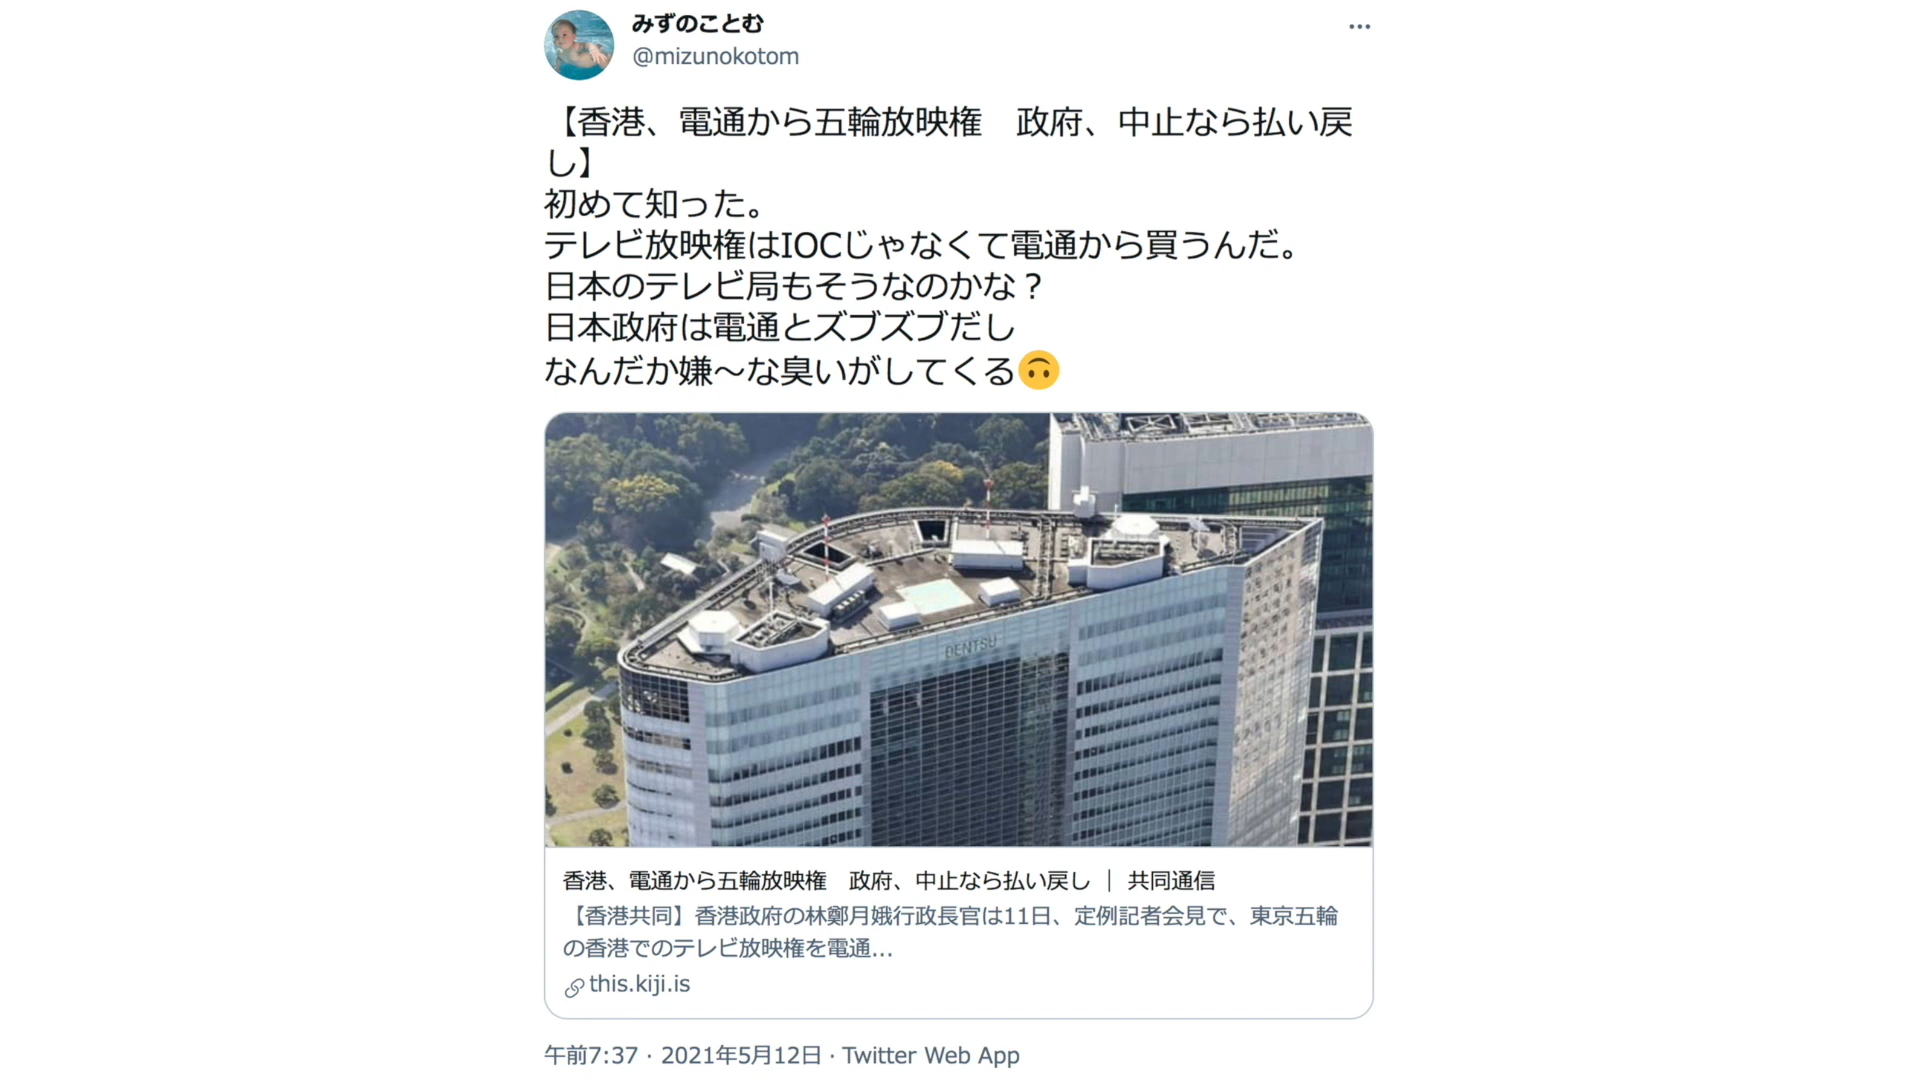 みずのことむ
@mizunokotom
【香港、電通から五輪放映権　政府、中止なら払い戻
し】
初めて知った。
テレビ放映権はIOCじゃなくて電通から買うんだ。
日本のテレビ局もそうなのかな？
日本政府は電通とズブズブだし
なんだか嫌〜な臭いがしてくる🙃
DENTSU
香港、電通から五輪放映権　政府、中止なら払い戻し ｜ 共同通信
【香港共同】香港政府の林鄭月娥行政長官は11日、定例記者会見で、東京五輪
の香港でのテレビ放映権を電通...
this.kiji.is
午前7:37 · 2021年5月12日 · Twitter Web App